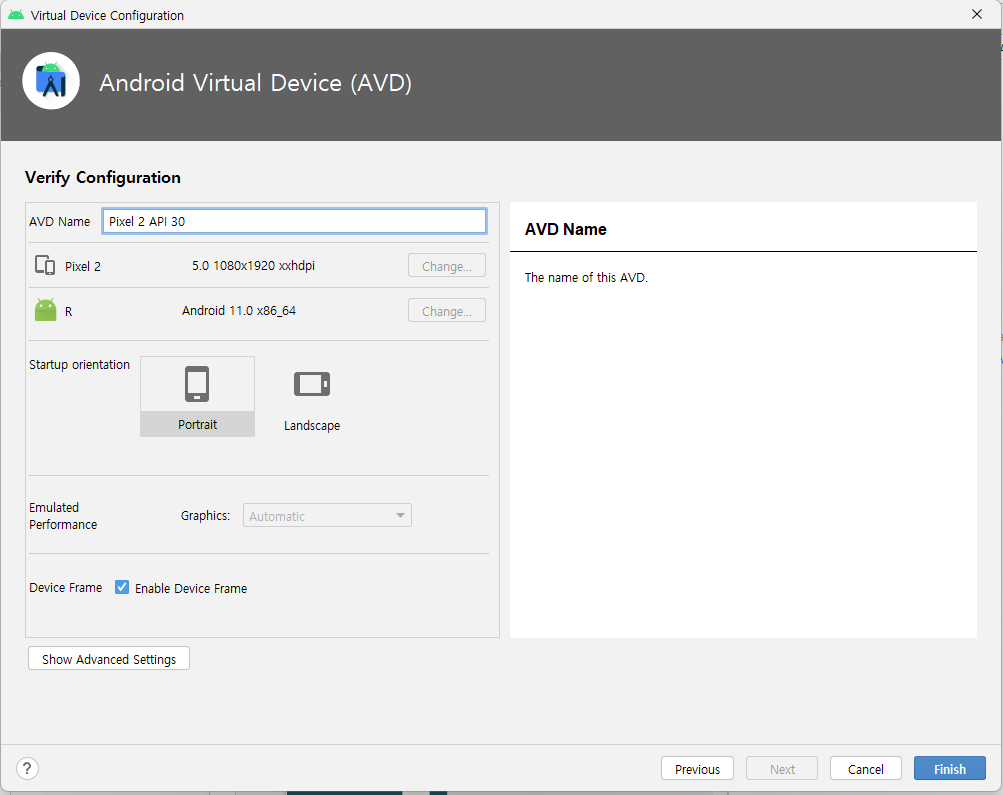 Virtual Device Configuration
Android Virtual Device (AVD)
Verify Configuration
AVD Name
Pixel 2 API 30
Pixel 2
5.0 1080x1920 xxhdpi
Change...
R
Android 11.0 x86_64
Change...
Startup orientation
Portrait
Landscape
Emulated
Performance
Graphics:
Automatic
Device Frame
Enable Device Frame
Show Advanced Settings
AVD Name
The name of this AVD.
?
Previous
Next
Cancel
Finish